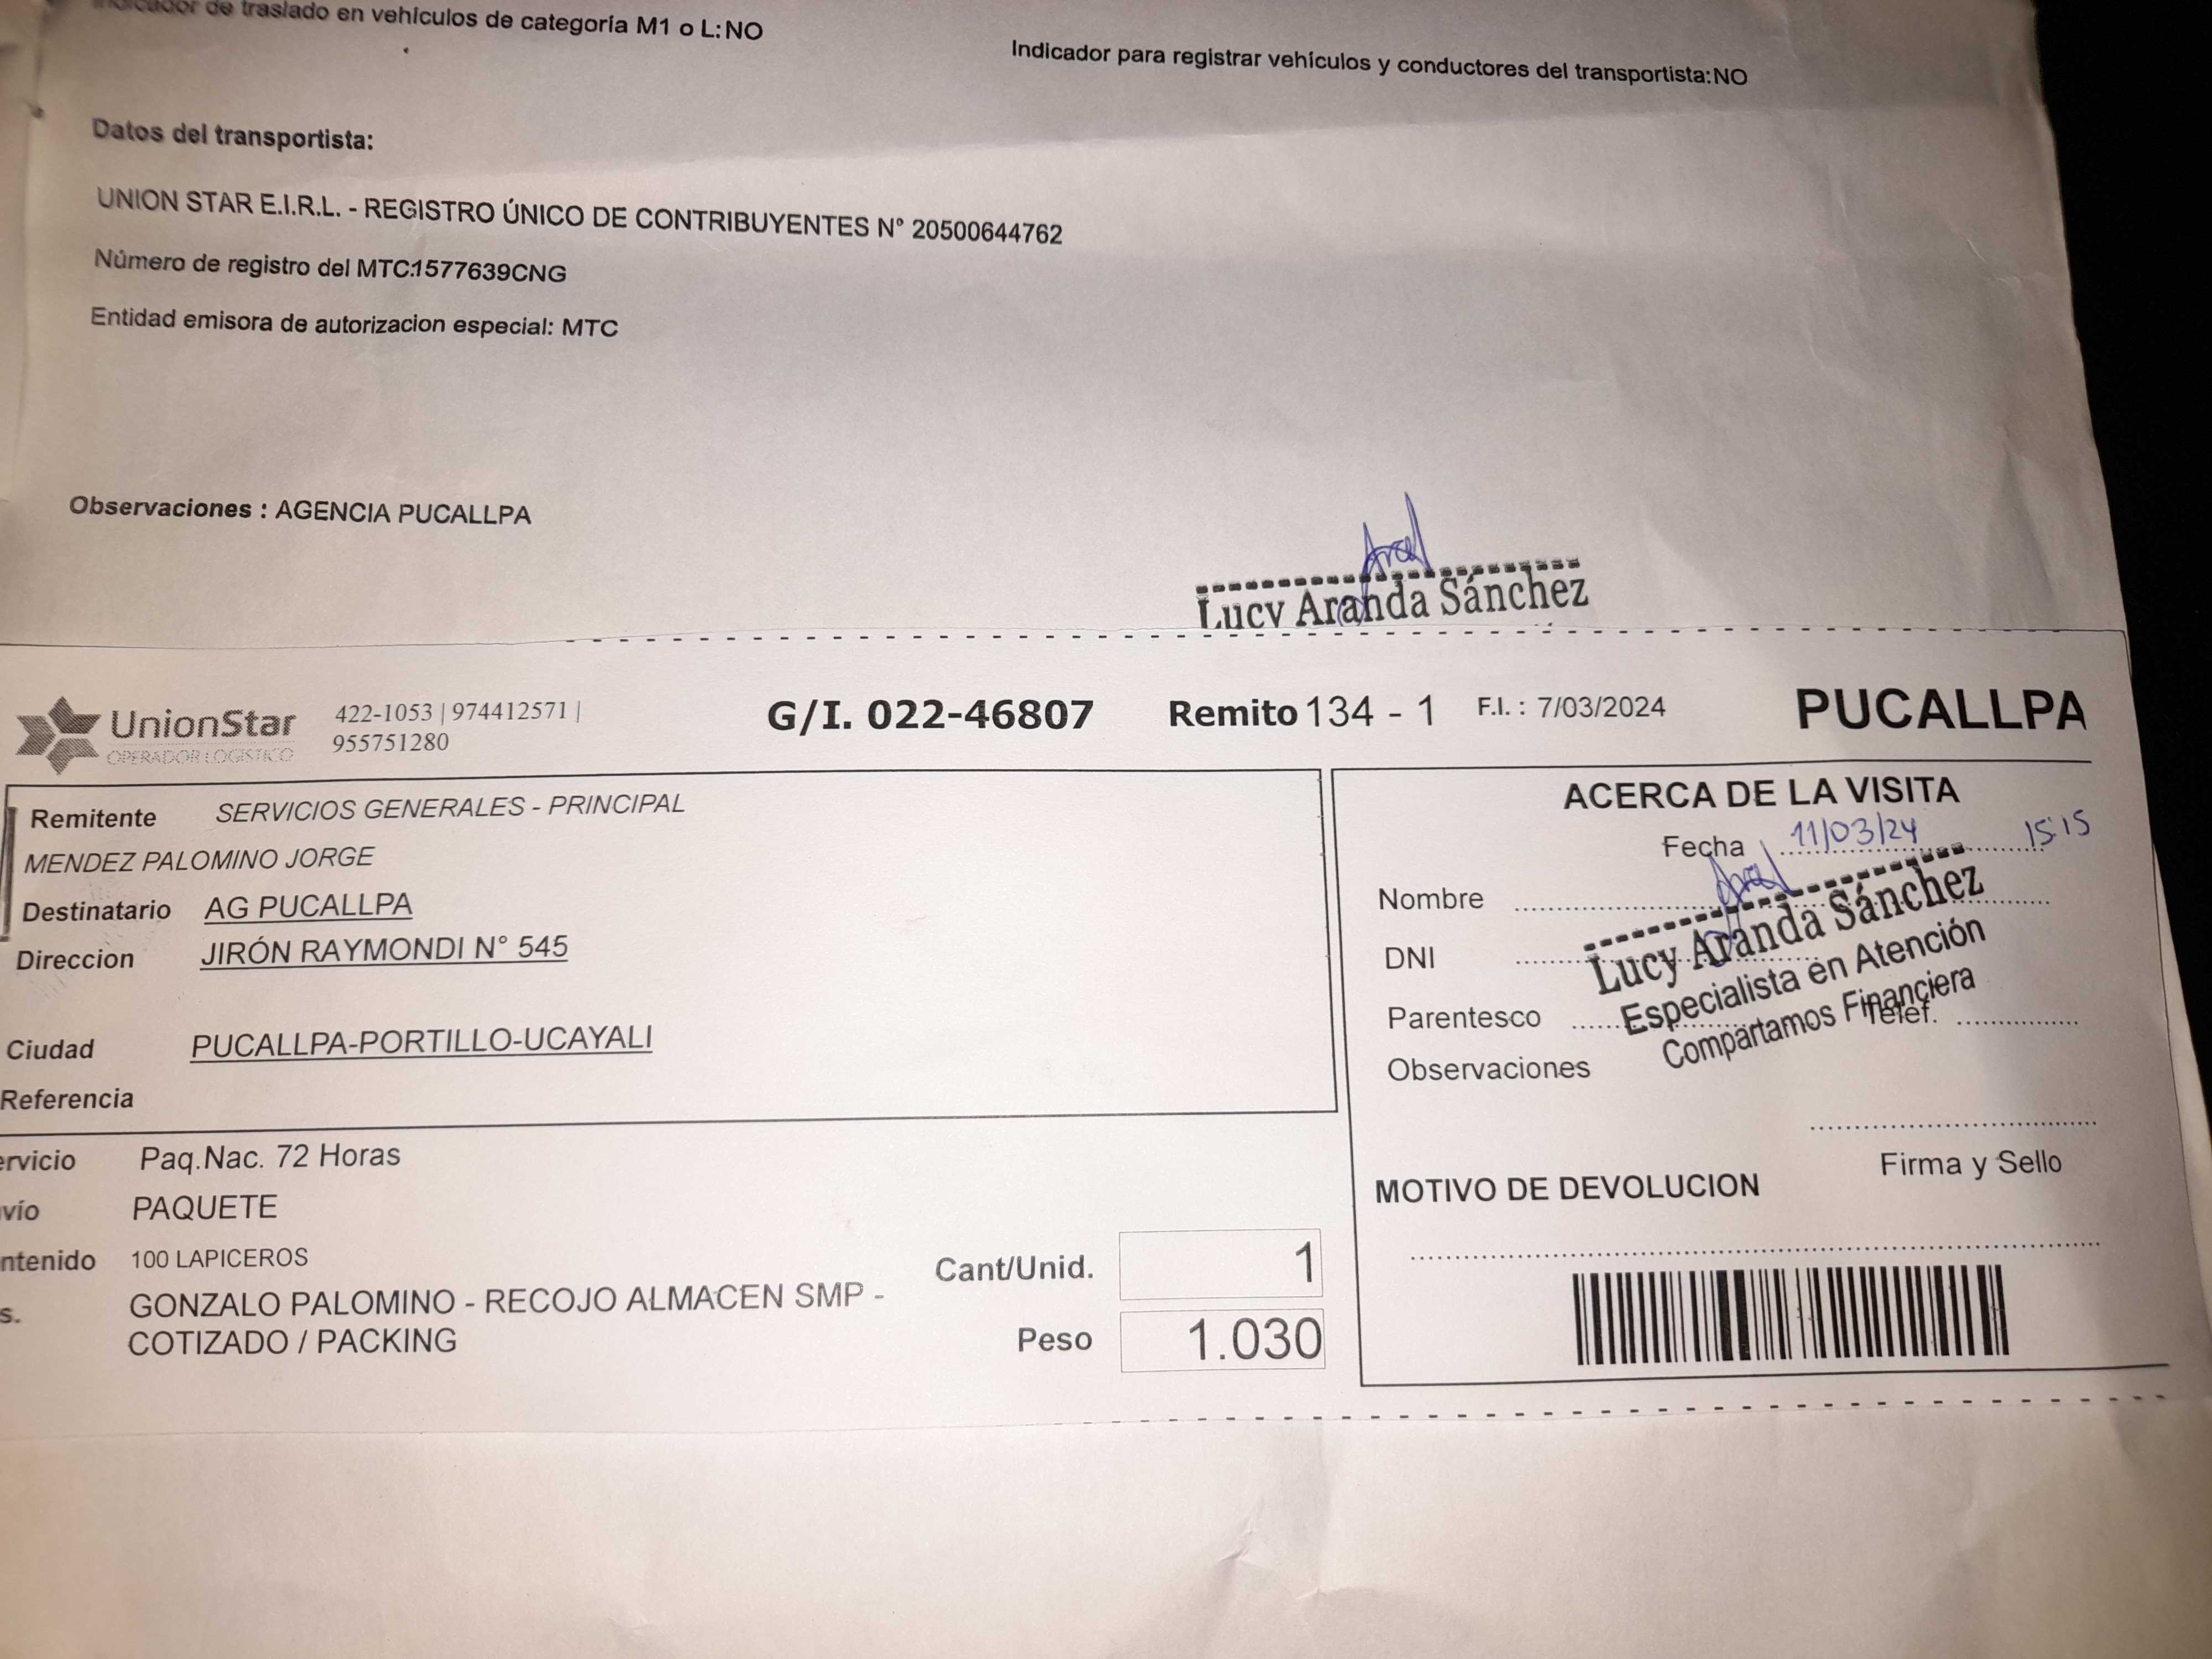 Indicador de traslado en vehículos de categoría M1 o L:NO
Indicador para registrar vehículos y conductores del transportista:NO
Datos del transportista:
UNION STAR E.I.R.L. - REGISTRO ÚNICO DE CONTRIBUYENTES N° 20500644762
Número de registro del MTC:1577639CNG
Entidad emisora de autorizacion especial: MTC
Observaciones : AGENCIA PUCALLPA
Lucy Aranda Sánchez
UnionStar
OPERADOR LOGISTICO
422-1053 | 974412571 |
955751280
G/I. 022-46807
Remito 134 - 1
F.I. : 7/03/2024
PUCALLPA
Remitente SERVICIOS GENERALES - PRINCIPAL
MENDEZ PALOMINO JORGE
Destinatario AG PUCALLPA
Direccion JIRÓN RAYMONDI N° 545
Ciudad PUCALLPA-PORTILLO-UCAYALI
Referencia
ervicio Paq.Nac. 72 Horas
vío PAQUETE
ntenido 100 LAPICEROS
s. GONZALO PALOMINO - RECOJO ALMACEN SMP -
COTIZADO / PACKING
Cant/Unid. 1
Peso 1.030
ACERCA DE LA VISITA
Fecha 11/03/24 15:15
Nombre
DNI
Parentesco
Telef.
Observaciones
Lucy Aranda Sánchez
Especialista en Atención
Compartamos Financiera
Firma y Sello
MOTIVO DE DEVOLUCION